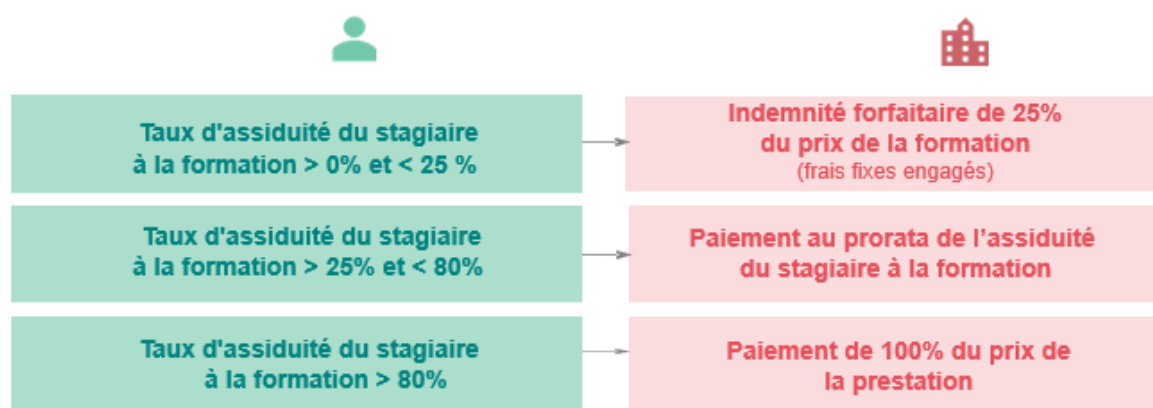 Taux d'assiduité du stagiaire
à la formation > 0% et < 25 %
Indemnité forfaitaire de 25%
du prix de la formation
(frais fixes engagés)
Taux d'assiduité du stagiaire
à la formation > 25% et < 80%
Paiement au prorata de l’assiduité
du stagiaire à la formation
Taux d'assiduité du stagiaire
à la formation > 80%
Paiement de 100% du prix de
la prestation